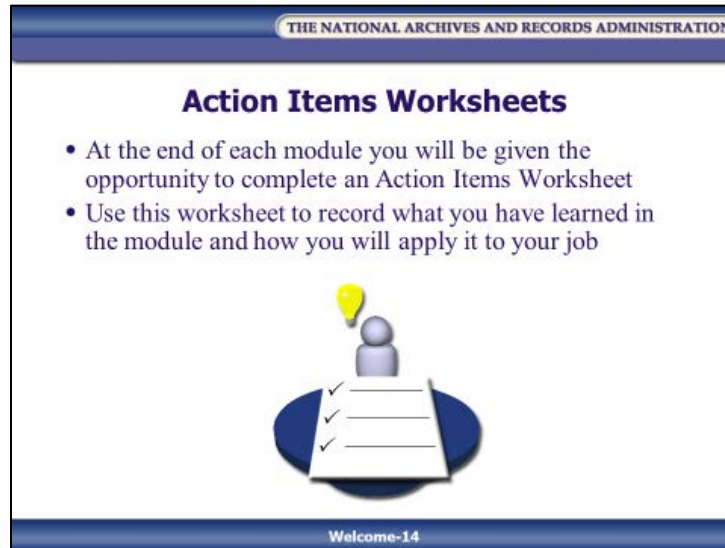 THE NATIONAL ARCHIVES AND RECORDS ADMINISTRATION
Action Items Worksheets
• At the end of each module you will be given the
opportunity to complete an Action Items Worksheet
• Use this worksheet to record what you have learned in
the module and how you will apply it to your job
Welcome-14